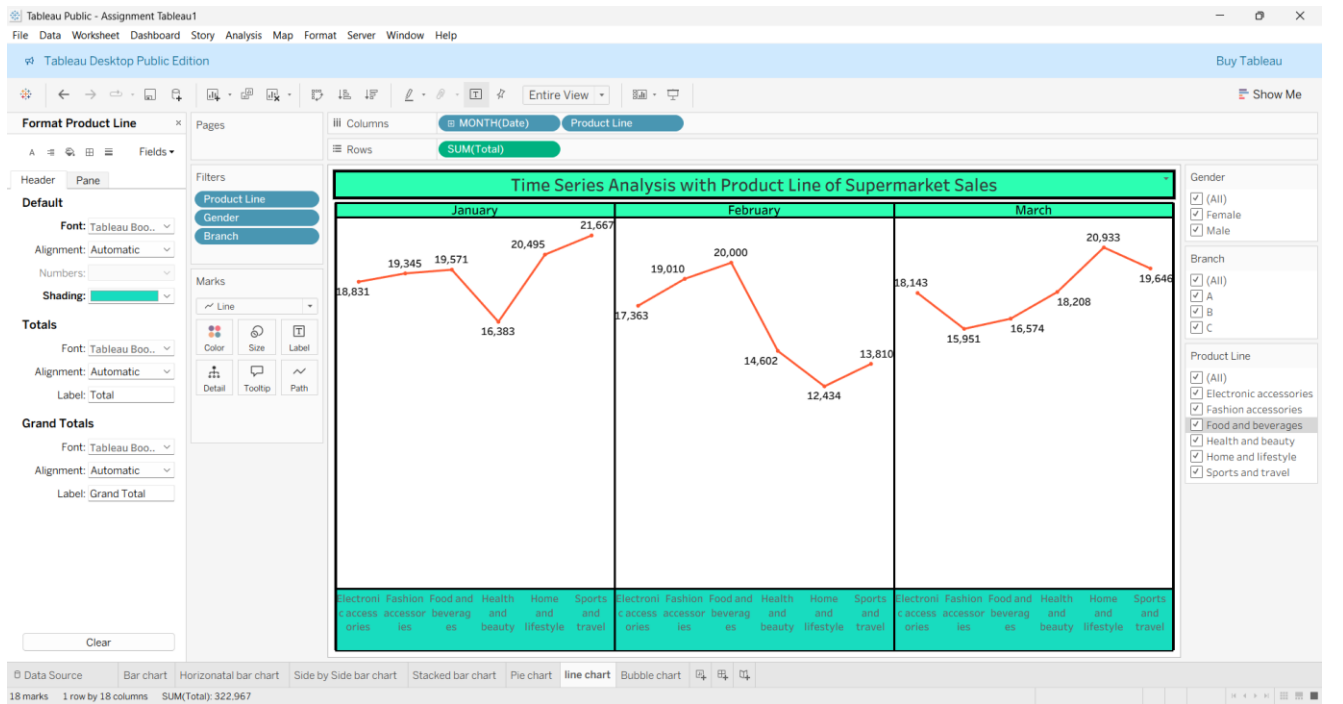 Tableau Public - Assignment Tableau1
File Data Worksheet Dashboard Story Analysis Map Format Server Window Help
Tableau Desktop Public Edition
Buy Tableau
Entire View
Show Me
Format Product Line
Fields
Header Pane
Default
Font: Tableau Boo..
Alignment: Automatic
Numbers:
Shading:
Totals
Font: Tableau Boo..
Alignment: Automatic
Label: Total
Grand Totals
Font: Tableau Boo..
Alignment: Automatic
Label: Grand Total
Clear
Pages
Filters
Product Line
Gender
Branch
Marks
Line
Color Size Label
Detail Tooltip Path
Columns MONTH(Date) Product Line
Rows SUM(Total)
Time Series Analysis with Product Line of Supermarket Sales
January February March
18,831
19,345
19,571
16,383
20,495
21,667
17,363
19,010
20,000
14,602
12,434
13,810
18,143
15,951
16,574
18,208
20,933
19,646
Electroni Fashion Food and Health Home Sports Electroni Fashion Food and Health Home Sports Electroni Fashion Food and Health Home Sports
c access accessor beverag and and and c access accessor beverag and and and c access accessor beverag and and and
ories ies es beauty lifestyle travel ories ies es beauty lifestyle travel ories ies es beauty lifestyle travel
Gender
(All)
Female
Male
Branch
(All)
A
B
C
Product Line
(All)
Electronic accessories
Fashion accessories
Food and beverages
Health and beauty
Home and lifestyle
Sports and travel
Data Source Bar chart Horizonatal bar chart Side by Side bar chart Stacked bar chart Pie chart line chart Bubble chart
18 marks 1 row by 18 columns SUM(Total): 322,967